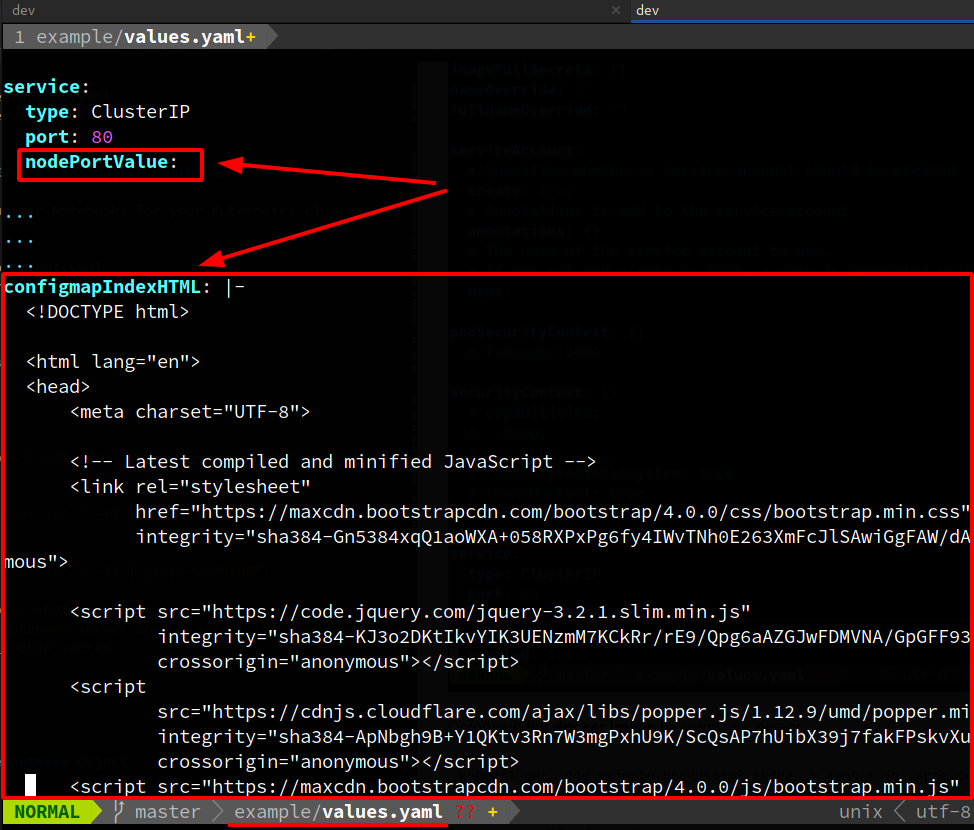 dev × dev
1 example/values.yaml+
service:
  type: ClusterIP
  port: 80
  nodePortValue:
...
...
...
configmapIndexHTML: |-
  <!DOCTYPE html>
  <html lang="en">
  <head>
      <meta charset="UTF-8">
      <!-- Latest compiled and minified JavaScript -->
      <link rel="stylesheet"
            href="https://maxcdn.bootstrapcdn.com/bootstrap/4.0.0/css/bootstrap.min.css"
            integrity="sha384-Gn5384xqQ1aoWXA+058RXPxPg6fy4IWvTNh0E263XmFcJlSAwiGgFAW/dA
mous">
      <script src="https://code.jquery.com/jquery-3.2.1.slim.min.js"
              integrity="sha384-KJ3o2DKtIkvYIK3UENzmM7KCkRr/rE9/Qpg6aAZGJwFDMVNA/GpGFF93
              crossorigin="anonymous"></script>
      <script
              src="https://cdnjs.cloudflare.com/ajax/libs/popper.js/1.12.9/umd/popper.mi
              integrity="sha384-ApNbgh9B+Y1QKtv3Rn7W3mgPxhU9K/ScQsAP7hUibX39j7fakFPskvXu
              crossorigin="anonymous"></script>
      <script src="https://maxcdn.bootstrapcdn.com/bootstrap/4.0.0/js/bootstrap.min.js"
NORMAL master example/values.yaml ?? + unix utf-8